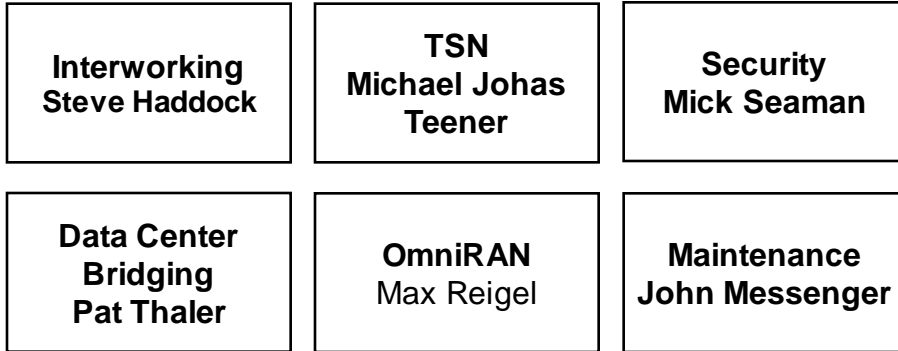 Interworking
Steve Haddock
TSN
Michael Johas
Teener
Security
Mick Seaman
Data Center
Bridging
Pat Thaler
OmniRAN
Max Reigel
Maintenance
John Messenger